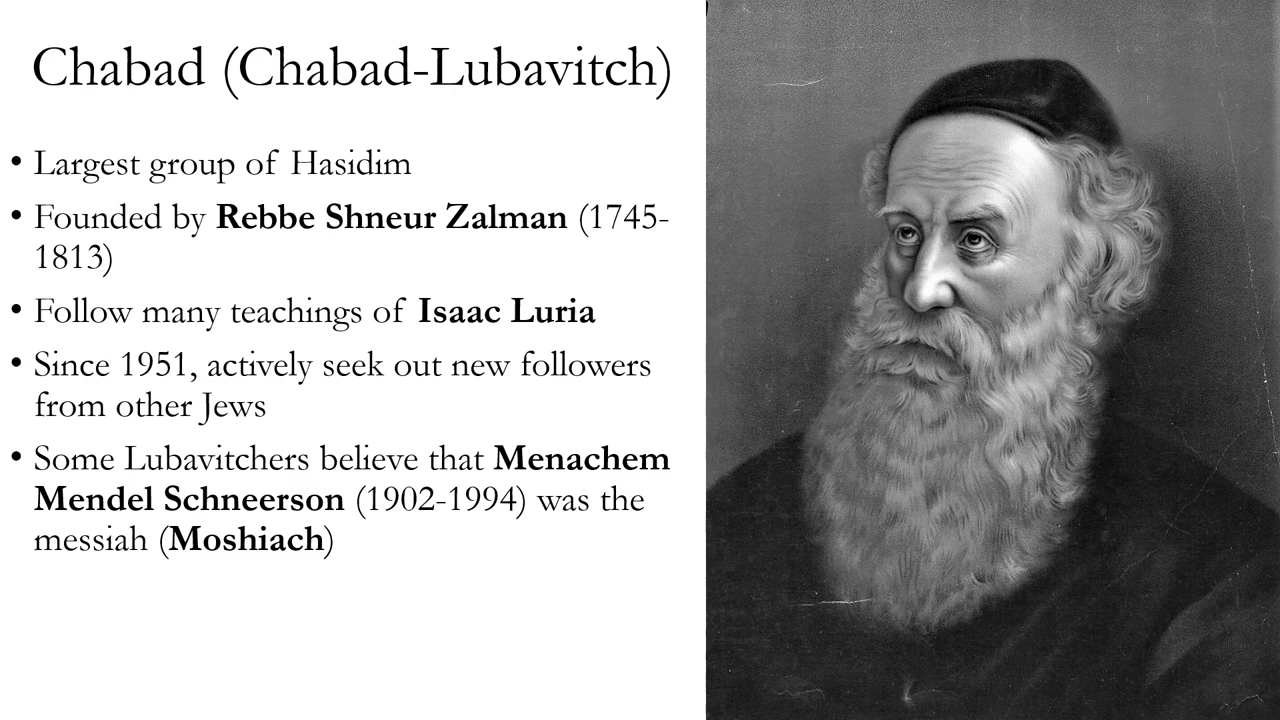 Chabad (Chabad-Lubavitch)
• Largest group of Hasidim
• Founded by Rebbe Shneur Zalman (1745-
1813)
• Follow many teachings of Isaac Luria
• Since 1951, actively seek out new followers
from other Jews
• Some Lubavitchers believe that Menachem
Mendel Schneerson (1902-1994) was the
messiah (Moshiach)